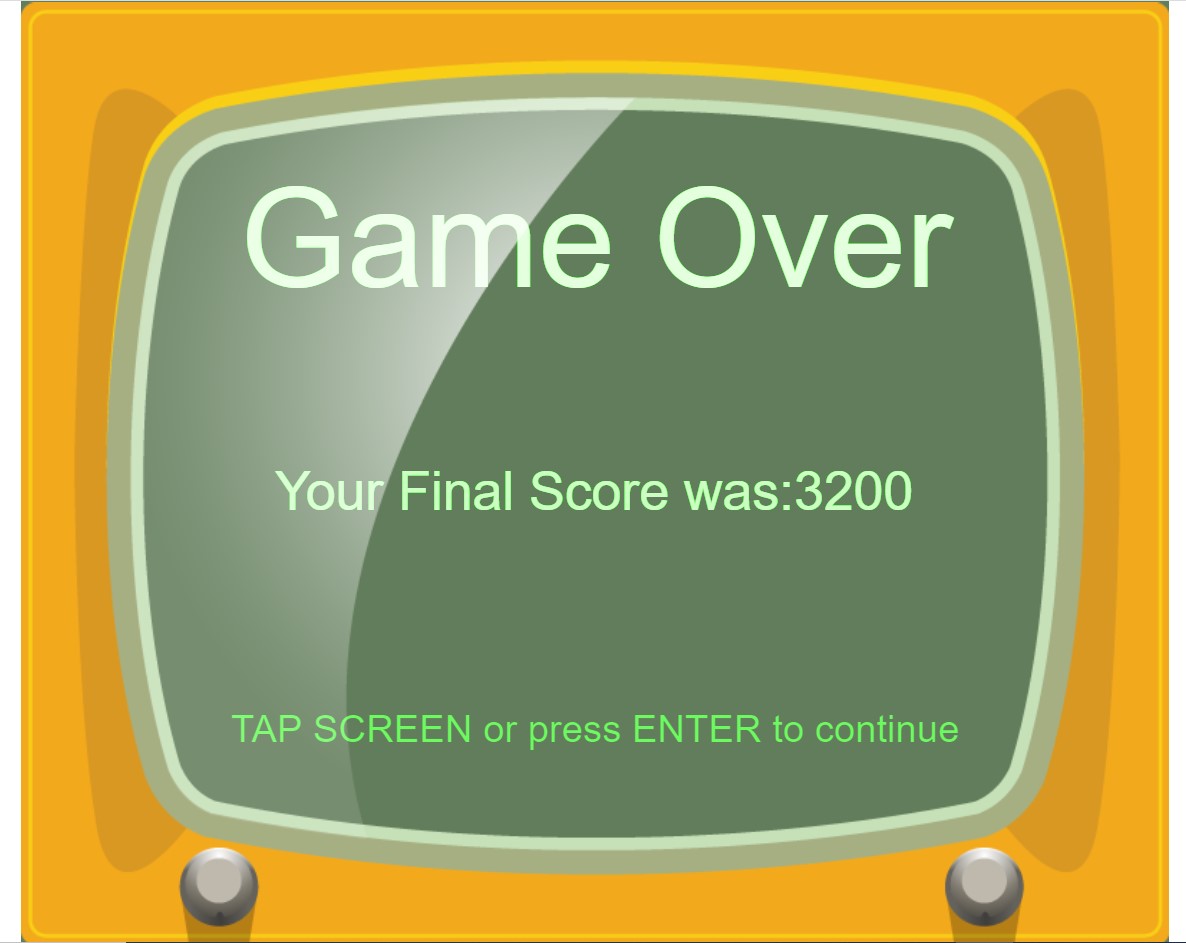 Game Over
Your Final Score was:3200
TAP SCREEN or press ENTER to continue